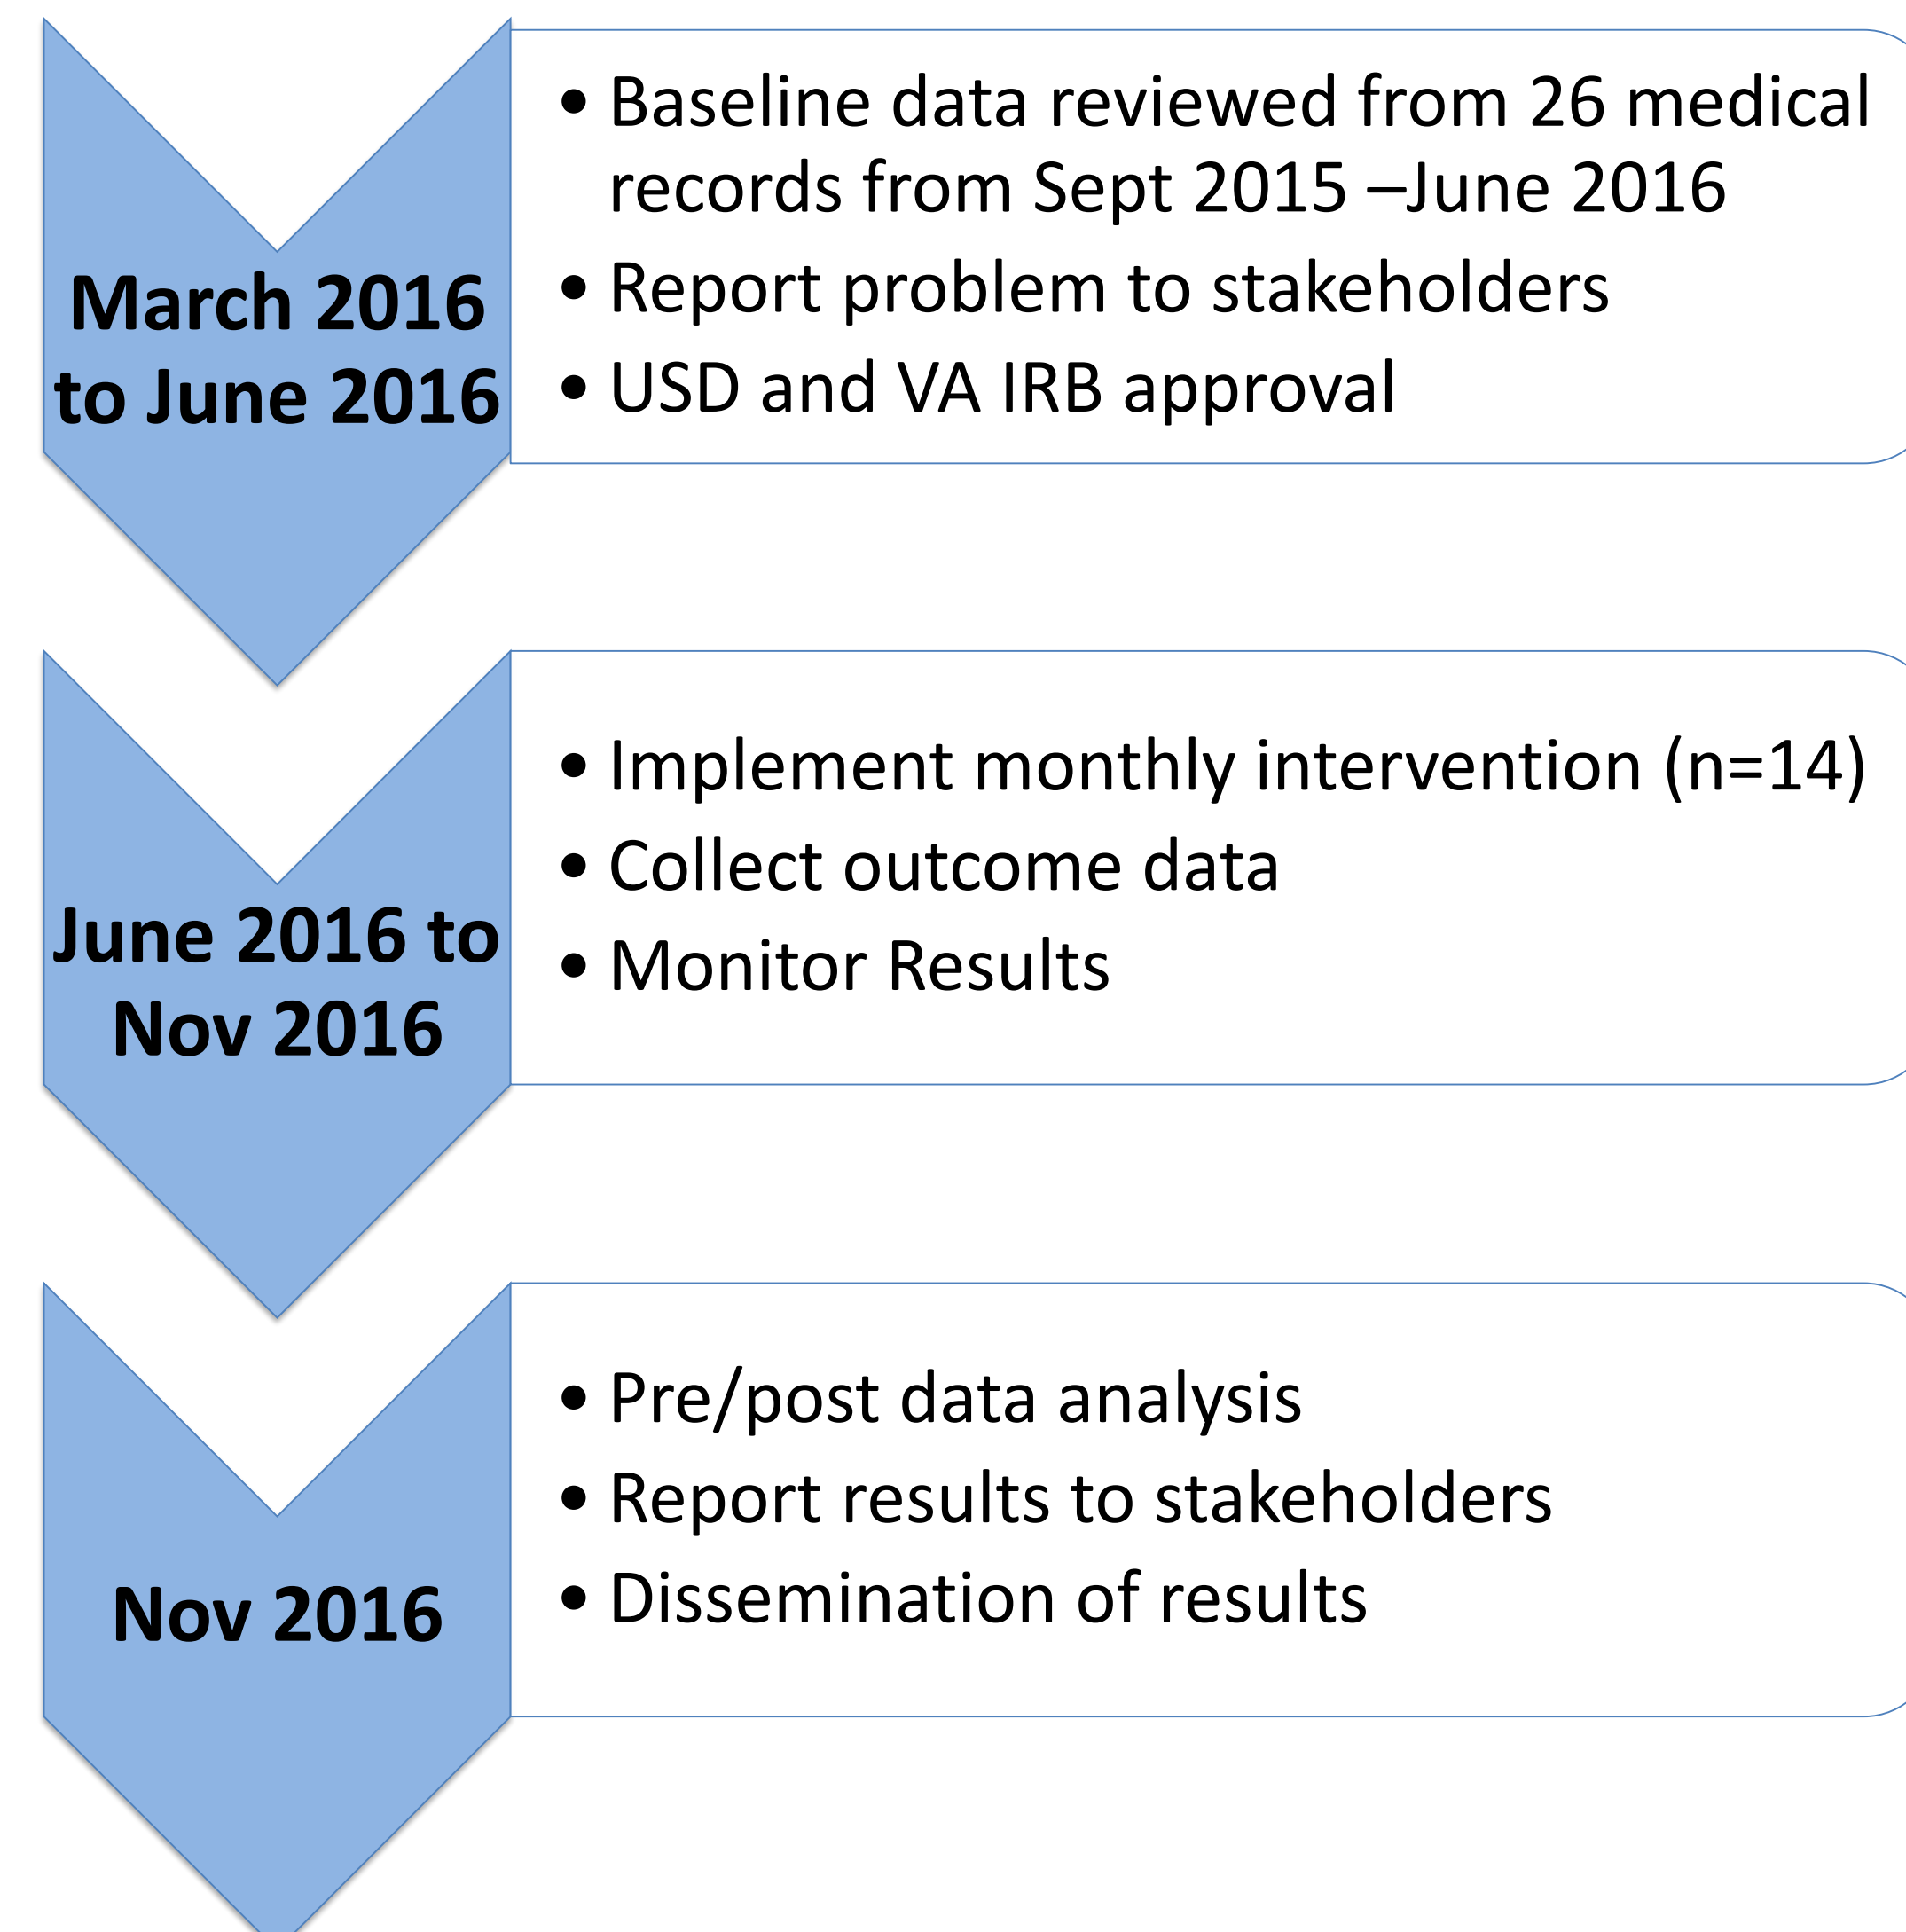 March 2016
to June 2016
• Baseline data reviewed from 26 medical
records from Sept 2015 –June 2016
• Report problem to stakeholders
• USD and VA IRB approval
June 2016 to
Nov 2016
• Implement monthly intervention (n=14)
• Collect outcome data
• Monitor Results
Nov 2016
• Pre/post data analysis
• Report results to stakeholders
• Dissemination of results